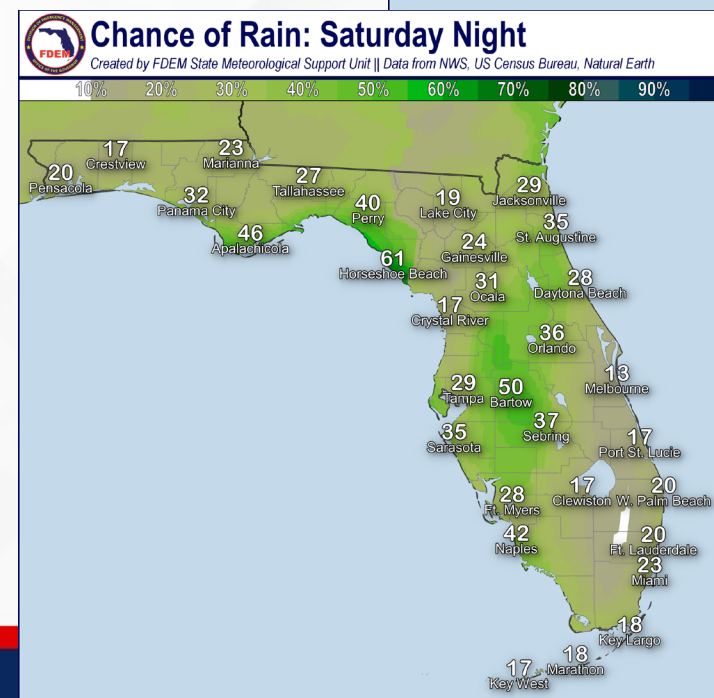 FDEM
Chance of Rain: Saturday Night
Created by FDEM State Meteorological Support Unit || Data from NWS, US Census Bureau, Natural Earth
10% 20% 30% 40% 50% 60% 70% 80% 90%
17
Crestview
23
Marianna
20
Pensacola
27
Tallahassee
32
Panama City
40
Perry
19
Lake City
29
Jacksonville
46
Apalachicola
35
St. Augustine
24
Gainesville
61
Horseshoe Beach
31
Ocala
28
Daytona Beach
17
Crystal River
36
Orlando
13
Melbourne
29
Tampa
50
Bartow
37
Sebring
35
Sarasota
17
Port St. Lucie
28
Ft. Myers
17
Clewiston
20
W. Palm Beach
42
Naples
20
Ft. Lauderdale
23
Miami
18
Key Largo
18
Marathon
17
Key West